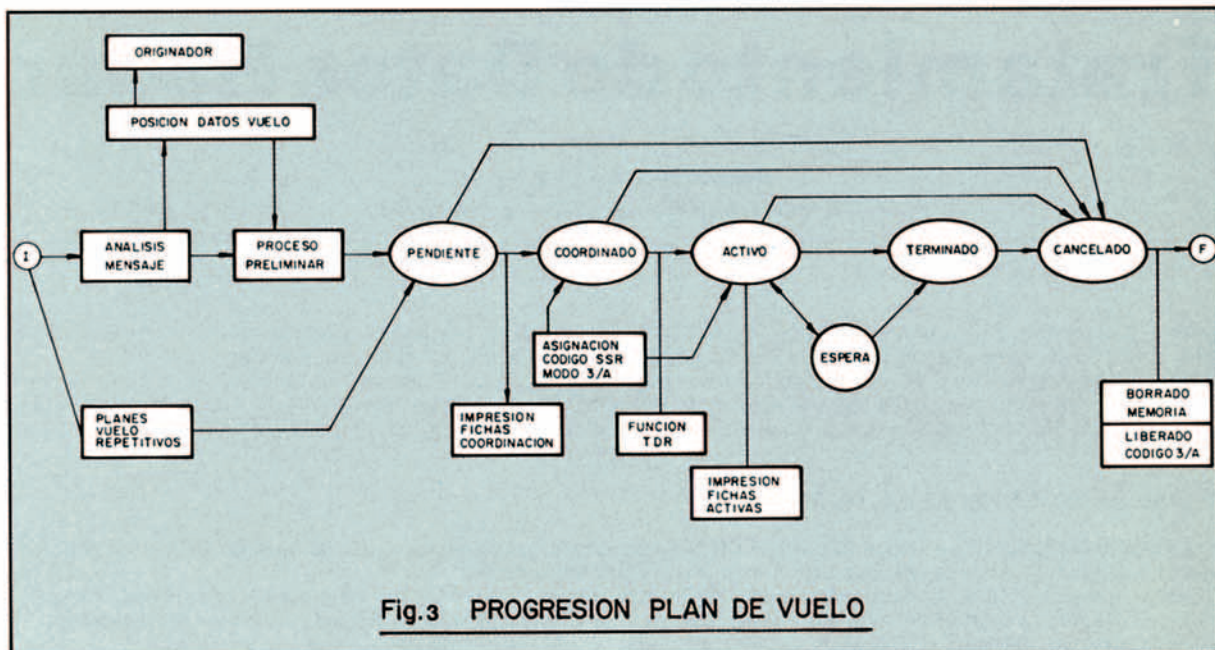 ORIGINADOR
POSICION DATOS VUELO
I
ANALISIS
MENSAJE
PROCESO
PRELIMINAR
PENDIENTE
COORDINADO
ACTIVO
TERMINADO
CANCELADO
F
ASIGNACION
CODIGO SSR
MODO 3/A
ESPERA
PLANES
VUELO
REPETITIVOS
IMPRESION
FICHAS
COORDINACION
FUNCION
TDR
IMPRESION
FICHAS
ACTIVAS
BORRADO
MEMORIA
LIBERADO
CODIGO 3/A
Fig.3 PROGRESION PLAN DE VUELO